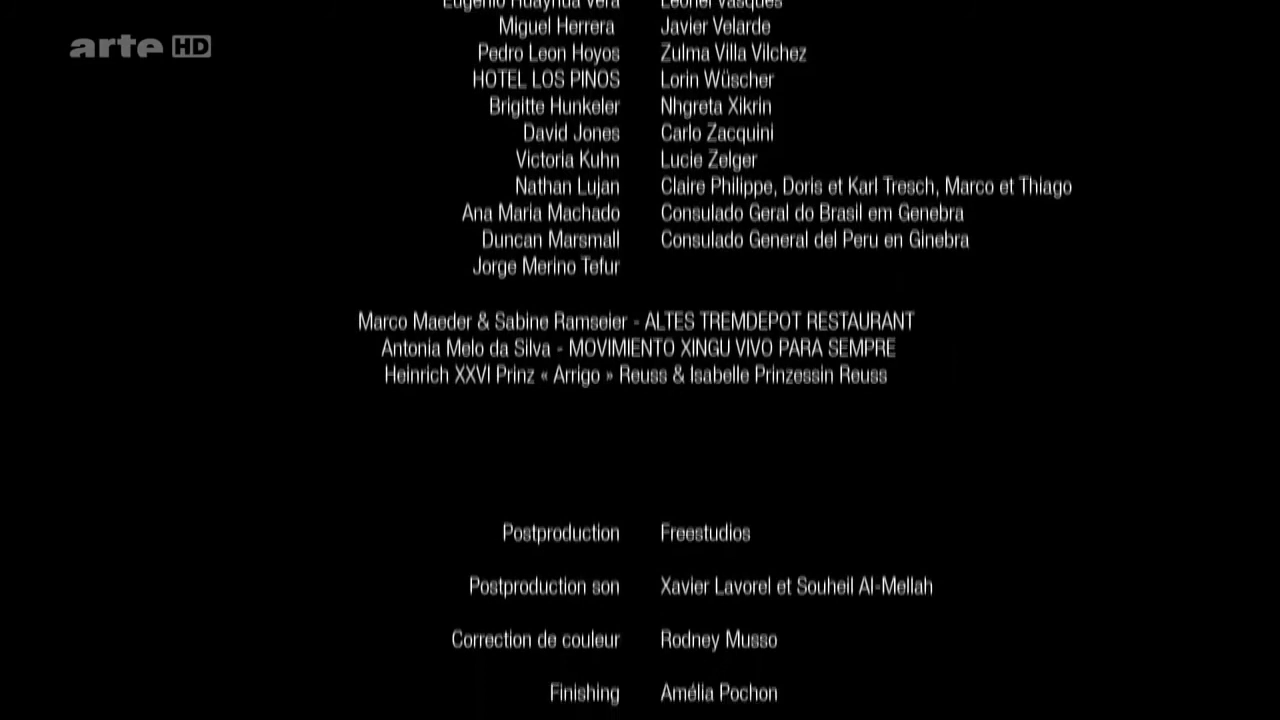 arte HD
Eugenio Huaynua Vera Leonel Vasques
Miguel Herrera Javier Velarde
Pedro Leon Hoyos Zulma Villa Vilchez
HOTEL LOS PINOS Lorin Wüscher
Brigitte Hunkeler Nhgreta Xikrin
David Jones Carlo Zacquini
Victoria Kuhn Lucie Zelger
Nathan Lujan Claire Philippe, Doris et Karl Tresch, Marco et Thiago
Ana Maria Machado Consulado Geral do Brasil em Genebra
Duncan Marsmall Consulado General del Peru en Ginebra
Jorge Merino Tefur
Marco Maeder & Sabine Ramseier - ALTES TREMDEPOT RESTAURANT
Antonia Melo da Silva - MOVIMIENTO XINGU VIVO PARA SEMPRE
Heinrich XXVI Prinz « Arrigo » Reuss & Isabelle Prinzessin Reuss
Postproduction Freestudios
Postproduction son Xavier Lavorel et Souheil Al-Mellah
Correction de couleur Rodney Musso
Finishing Amélia Pochon